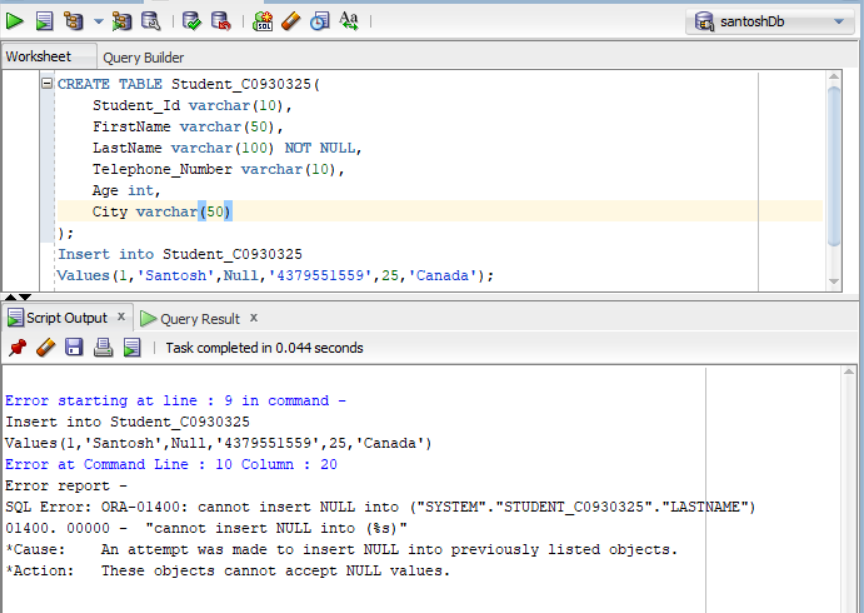 santoshDb
Worksheet Query Builder
CREATE TABLE Student_C0930325(
Student_Id varchar(10),
FirstName varchar(50),
LastName varchar(100) NOT NULL,
Telephone_Number varchar(10),
Age int,
City varchar(50)
);
Insert into Student_C0930325
Values(1,'Santosh',Null,'4379551559',25,'Canada');
Script Output x Query Result x
Task completed in 0.044 seconds
Error starting at line : 9 in command -
Insert into Student_C0930325
Values(1,'Santosh',Null,'4379551559',25,'Canada')
Error at Command Line : 10 Column : 20
Error report -
SQL Error: ORA-01400: cannot insert NULL into ("SYSTEM"."STUDENT_C0930325"."LASTNAME")
01400. 00000 - "cannot insert NULL into (%s)"
*Cause: An attempt was made to insert NULL into previously listed objects.
*Action: These objects cannot accept NULL values.